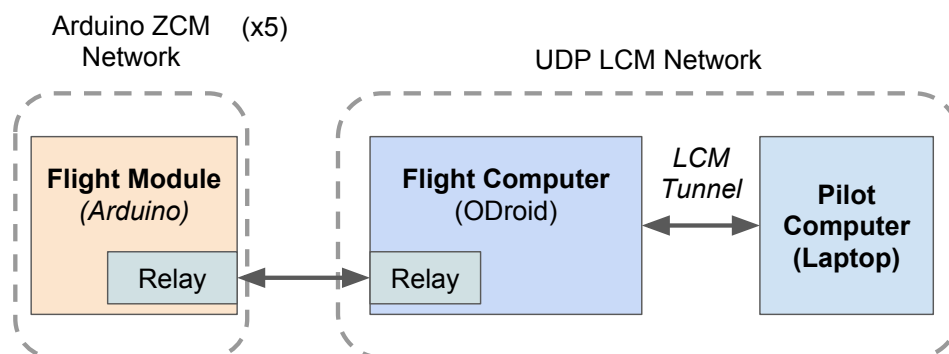 Arduino ZCM (x5)
Network
UDP LCM Network
Flight Module
(Arduino)
Relay
Flight Computer
(ODroid)
Relay
LCM
Tunnel
Pilot
Computer
(Laptop)